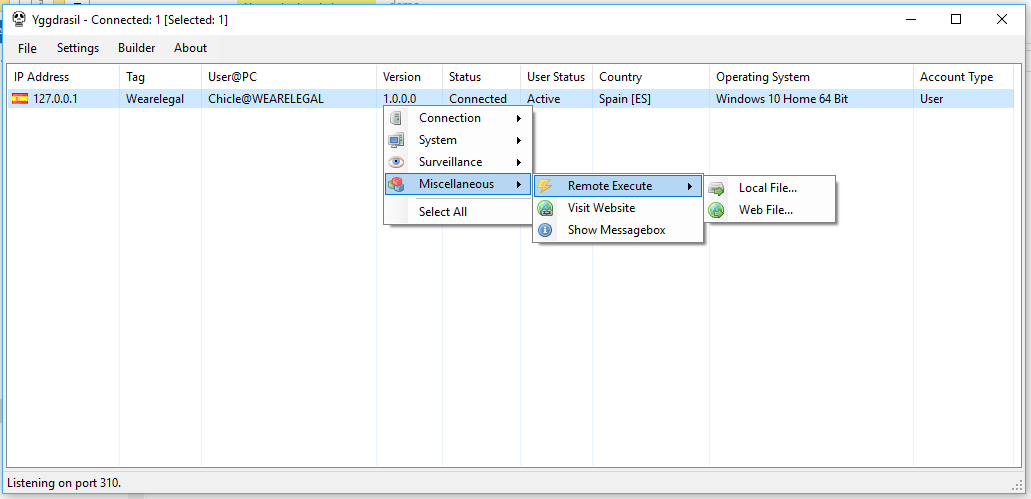 Yggdrasil - Connected: 1 [Selected: 1]
File Settings Builder About
IP Address Tag User@PC Version Status User Status Country Operating System Account Type
127.0.0.1 Wearelegal Chicle@WEARELEGAL 1.0.0.0 Connected Active Spain [ES] Windows 10 Home 64 Bit User
Connection
System
Surveillance
Miscellaneous
Select All
Remote Execute
Visit Website
Show Messagebox
Local File...
Web File...
Listening on port 310.